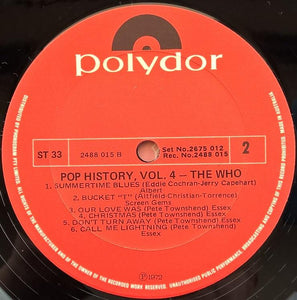 polydor
ST 33
2488 015 B
Set No.2675 012
Rec. No.2488 015
2
POP HISTORY, VOL. 4 — THE WHO
1. SUMMERTIME BLUES (Eddie Cochran-Jerry Capehart)
Albert
2. BUCKET "T" (Altfield-Christian-Torrence)
Screen Gems
3. OUR LOVE WAS (Pete Townshend) Essex
4. CHRISTMAS (Pete Townshend) Essex
5. DON'T TURN AWAY (Pete Townshend) Essex
6. CALL ME LIGHTNING (Pete Townshend)
Essex
℗ 1972